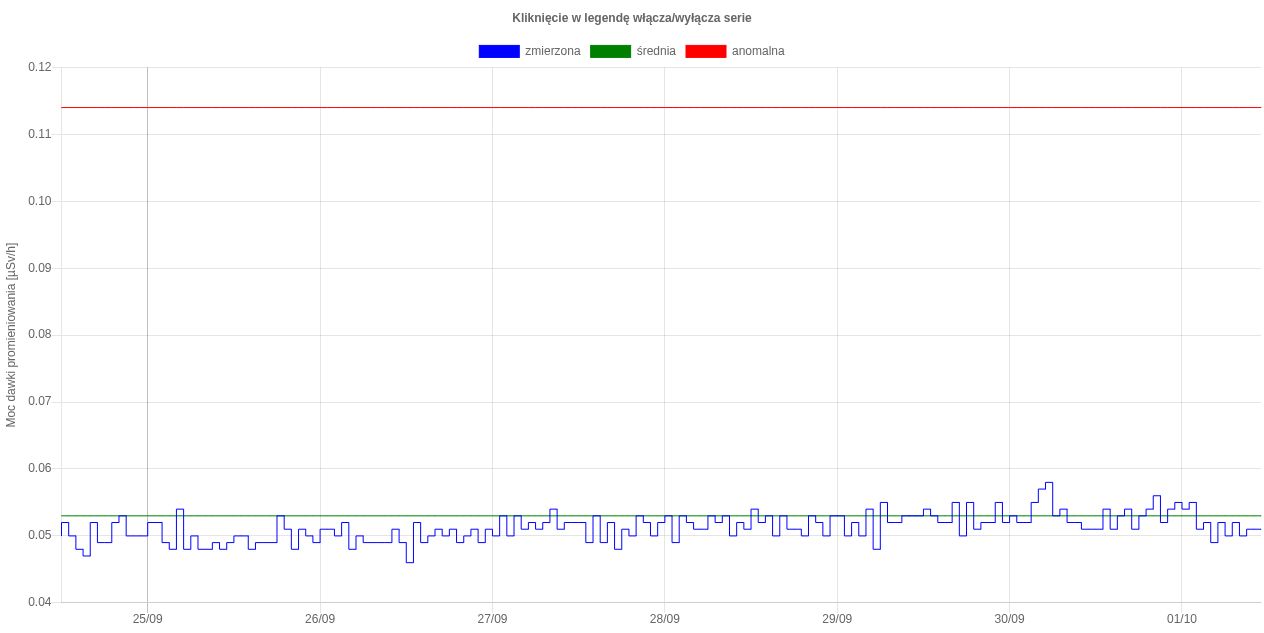 Kliknięcie w legendę włącza/wyłącza serie
zmierzona średnia anomalna
Moc dawki promieniowania [µSv/h]
0.12
0.11
0.10
0.09
0.08
0.07
0.06
0.05
0.04
25/09 26/09 27/09 28/09 29/09 30/09 01/10